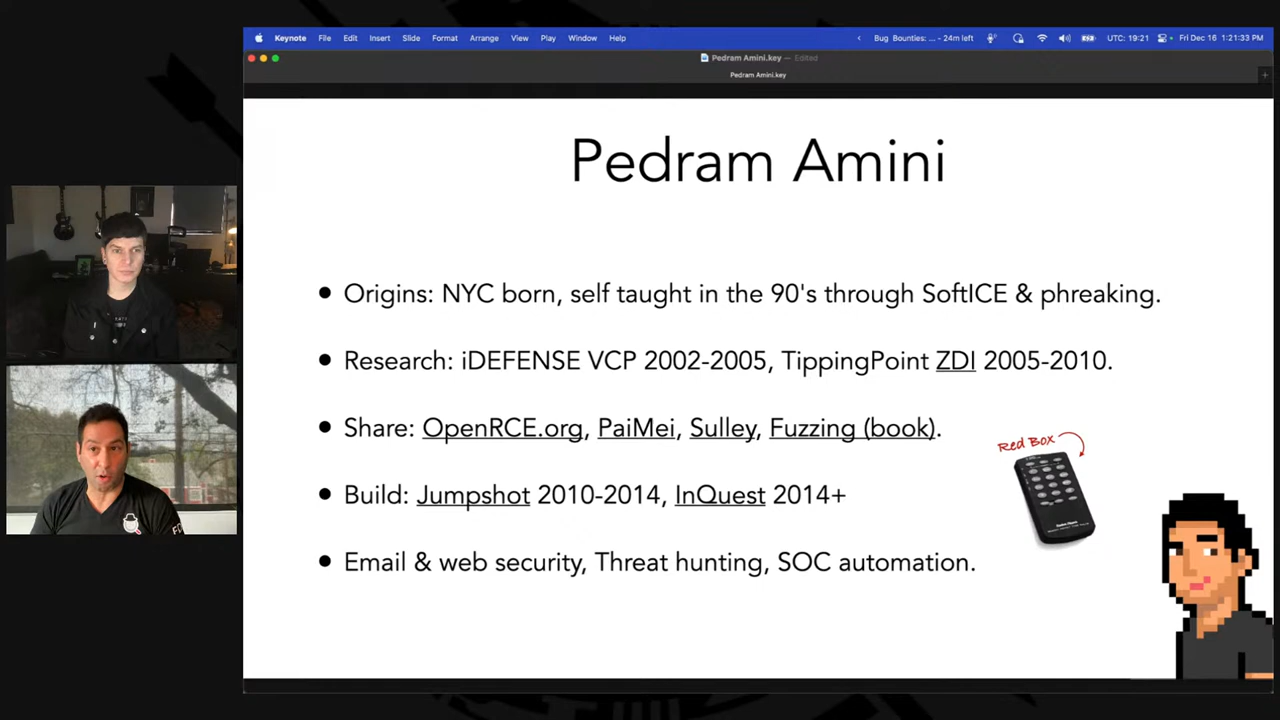 Keynote File Edit Insert Slide Format Arrange View Play Window Help
Bug Bounties: ... - 24m left UTC: 19:21 Fri Dec 16 1:21:33 PM
Pedram Amini.key — Edited
Pedram Amini.key
Pedram Amini
• Origins: NYC born, self taught in the 90's through SoftICE & phreaking.
• Research: iDEFENSE VCP 2002-2005, TippingPoint ZDI 2005-2010.
• Share: OpenRCE.org, PaiMei, Sulley, Fuzzing (book).
Red Box
• Build: Jumpshot 2010-2014, InQuest 2014+
• Email & web security, Threat hunting, SOC automation.